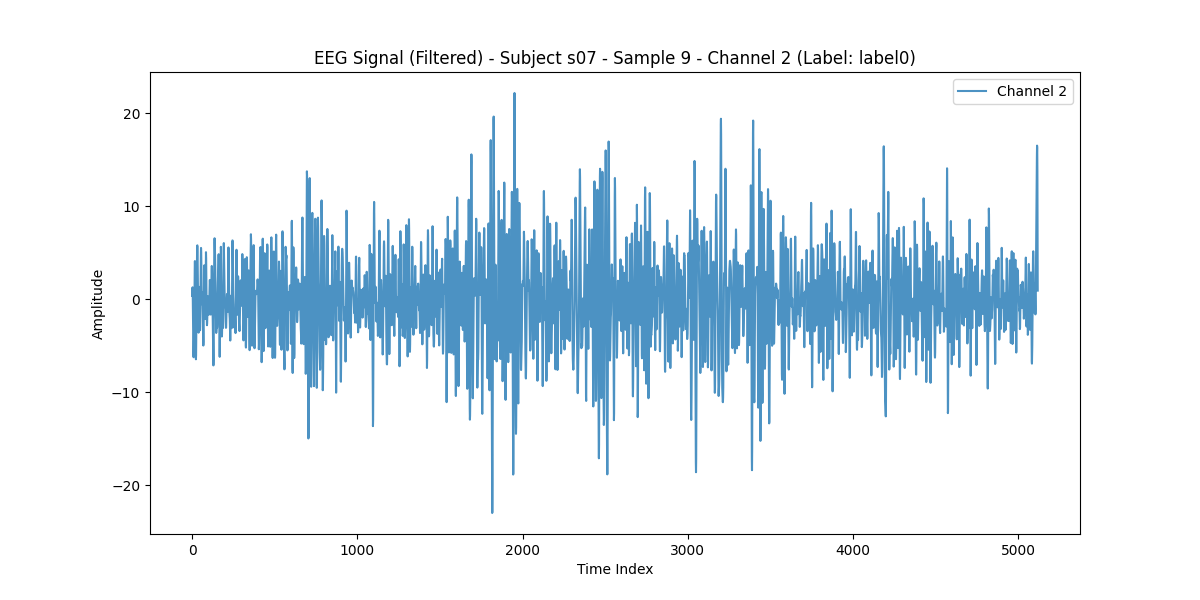 EEG Signal (Filtered) - Subject s07 - Sample 9 - Channel 2 (Label: label0)
Channel 2
20
10
0
−10
−20
Amplitude
0 1000 2000 3000 4000 5000
Time Index